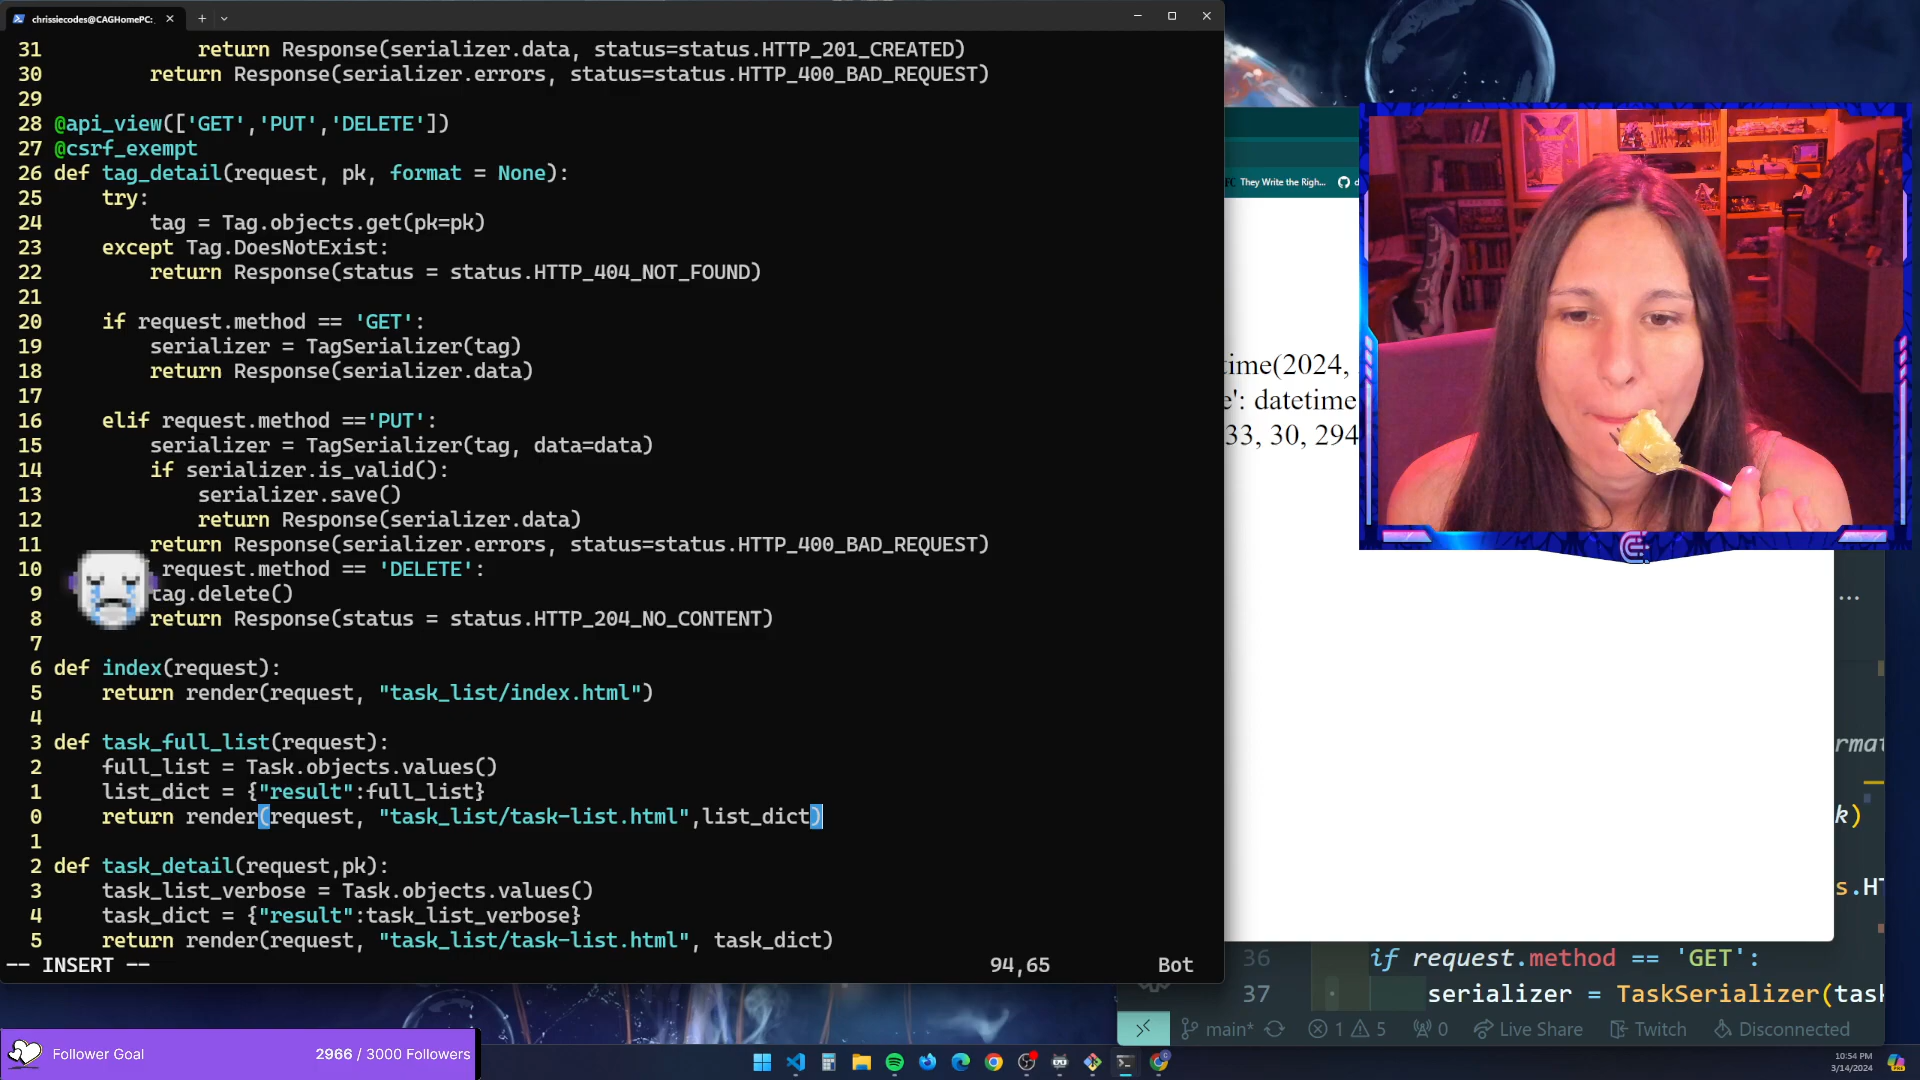 chrissiecodes@CAGHomePC:
31 return Response(serializer.data, status=status.HTTP_201_CREATED)
30 return Response(serializer.errors, status=status.HTTP_400_BAD_REQUEST)
29
28 @api_view(['GET','PUT','DELETE'])
27 @csrf_exempt
26 def tag_detail(request, pk, format = None):
25 try:
24 tag = Tag.objects.get(pk=pk)
23 except Tag.DoesNotExist:
22 return Response(status = status.HTTP_404_NOT_FOUND)
21
20 if request.method == 'GET':
19 serializer = TagSerializer(tag)
18 return Response(serializer.data)
17
16 elif request.method =='PUT':
15 serializer = TagSerializer(tag, data=data)
14 if serializer.is_valid():
13 serializer.save()
12 return Response(serializer.data)
11 return Response(serializer.errors, status=status.HTTP_400_BAD_REQUEST)
10 request.method == 'DELETE':
9 tag.delete()
8 return Response(status = status.HTTP_204_NO_CONTENT)
7
6 def index(request):
5 return render(request, "task_list/index.html")
4
3 def task_full_list(request):
2 full_list = Task.objects.values()
1 list_dict = {"result":full_list}
0 return render(request, "task_list/task-list.html",list_dict)
1
2 def task_detail(request,pk):
3 task_list_verbose = Task.objects.values()
4 task_dict = {"result":task_list_verbose}
5 return render(request, "task_list/task-list.html", task_dict)
-- INSERT -- 94,65 Bot
They Write the Righ...
time(2024,
e': datetime
33, 30, 294
k)
s.HT
36 if request.method == 'GET':
37 serializer = TaskSerializer(task
main* 1 5 0 Live Share Twitch Disconnected
Follower Goal 2966 / 3000 Followers
10:54 PM
3/14/2024